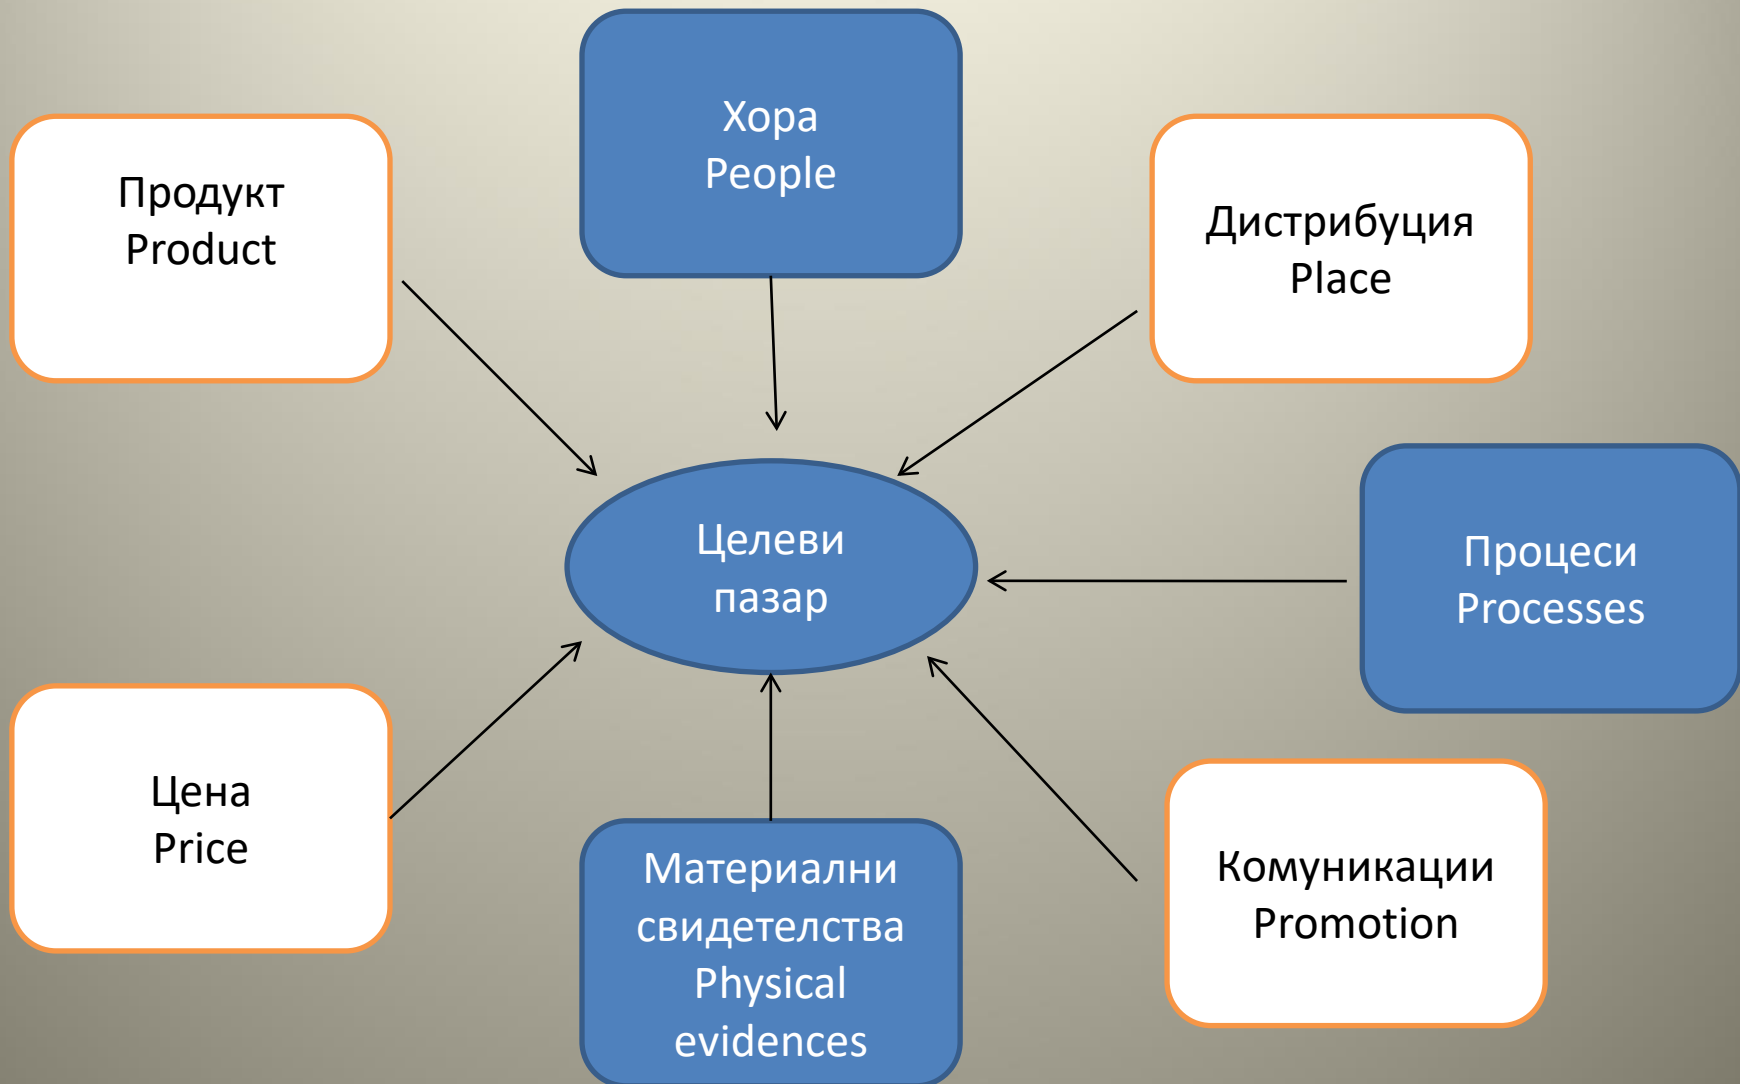 Хора
People
Продукт
Product
Дистрибуция
Place
Целеви
пазар
Процеси
Processes
Цена
Price
Материални
свидетелства
Physical
evidences
Комуникации
Promotion